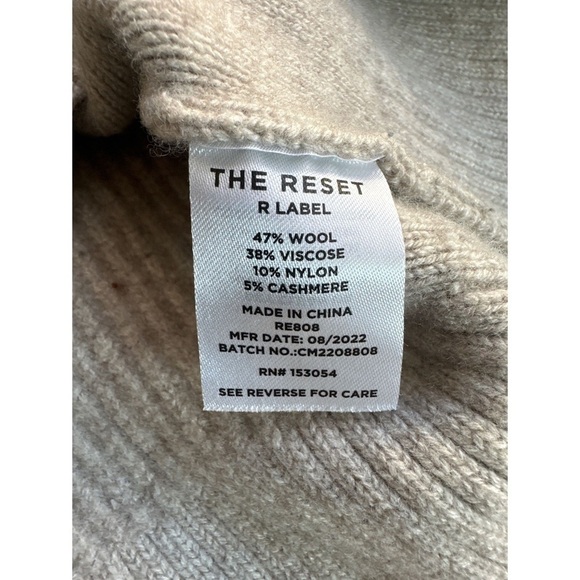 THE RESET
R LABEL
47% WOOL
38% VISCOSE
10% NYLON
5% CASHMERE
MADE IN CHINA
RE808
MFR DATE: 08/2022
BATCH NO.:CM2208808
RN# 153054
SEE REVERSE FOR CARE